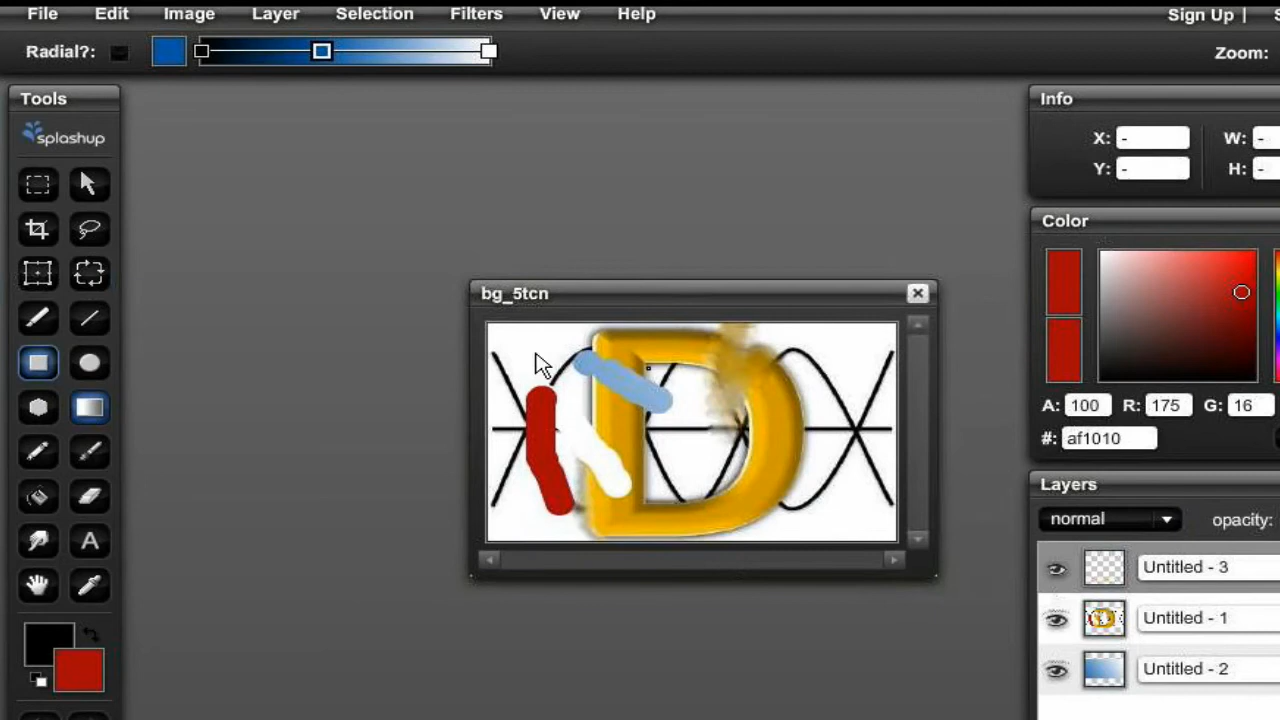 File Edit Image Layer Selection Filters View Help Sign Up |
Radial?: Zoom:
Tools
splashup
A
bg_5tcn
D
Info
X: - W: -
Y: - H: -
Color
A: 100 R: 175 G: 16
#: af1010
Layers
normal opacity:
Untitled - 3
Untitled - 1
Untitled - 2